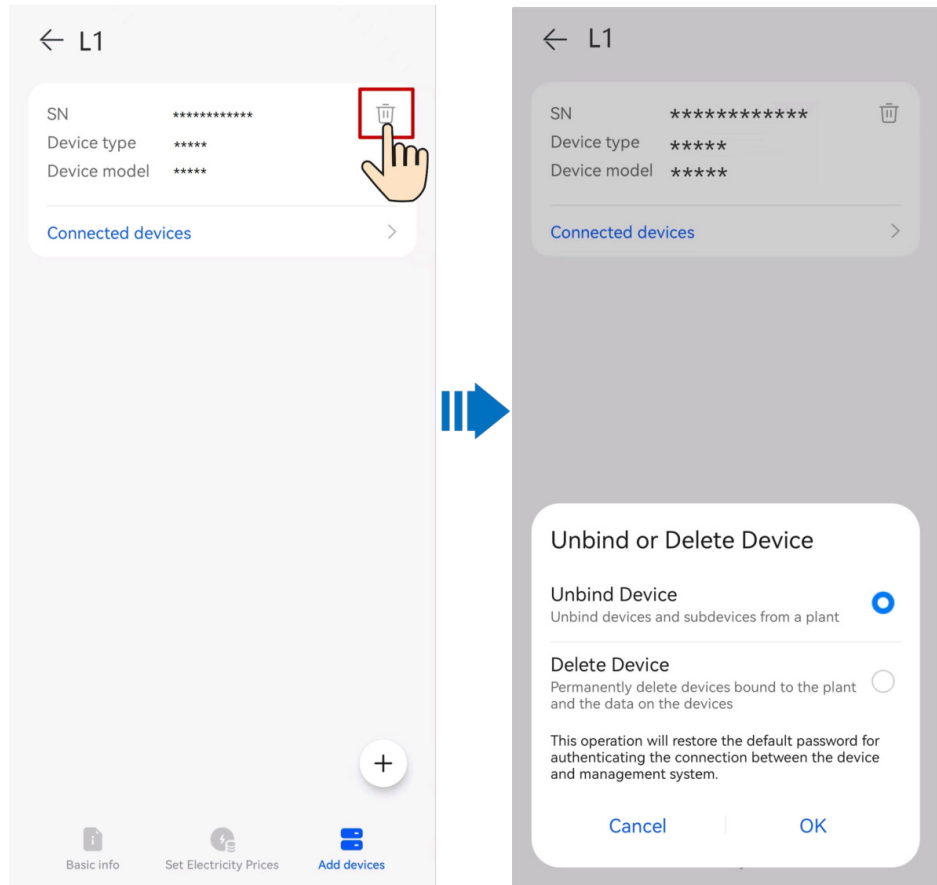 L1
SN ************
Device type *****
Device model *****
Connected devices
Basic info
Set Electricity Prices
Add devices
L1
SN ************
Device type *****
Device model *****
Connected devices
Unbind or Delete Device
Unbind Device
Unbind devices and subdevices from a plant
Delete Device
Permanently delete devices bound to the plant
and the data on the devices
This operation will restore the default password for
authenticating the connection between the device
and management system.
Cancel
OK